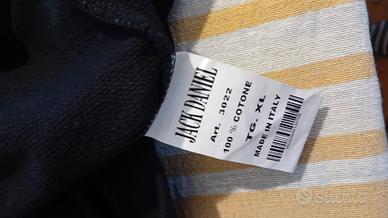 JACK DANIEL
Art. 3022
100 % COTONE
TG. XL
MADE IN ITALY
subito